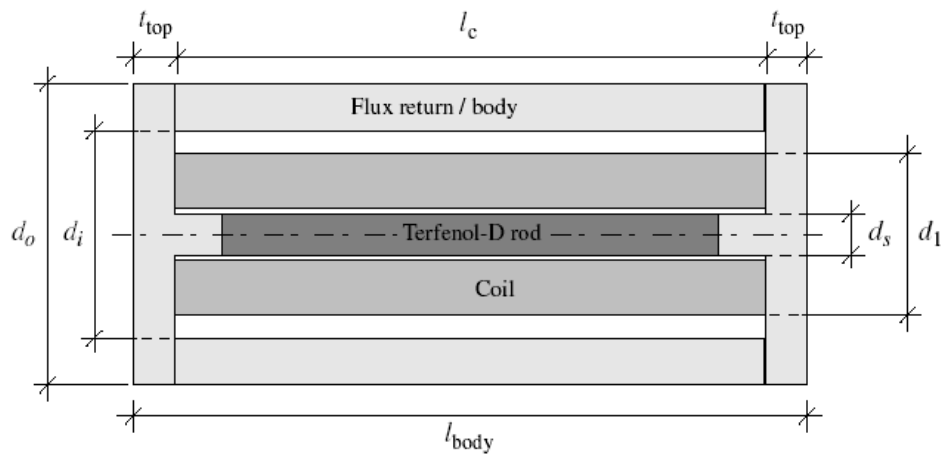 t_top
l_c
t_top
Flux return / body
d_o
d_i
Terfenol-D rod
d_s
d_1
Coil
l_body